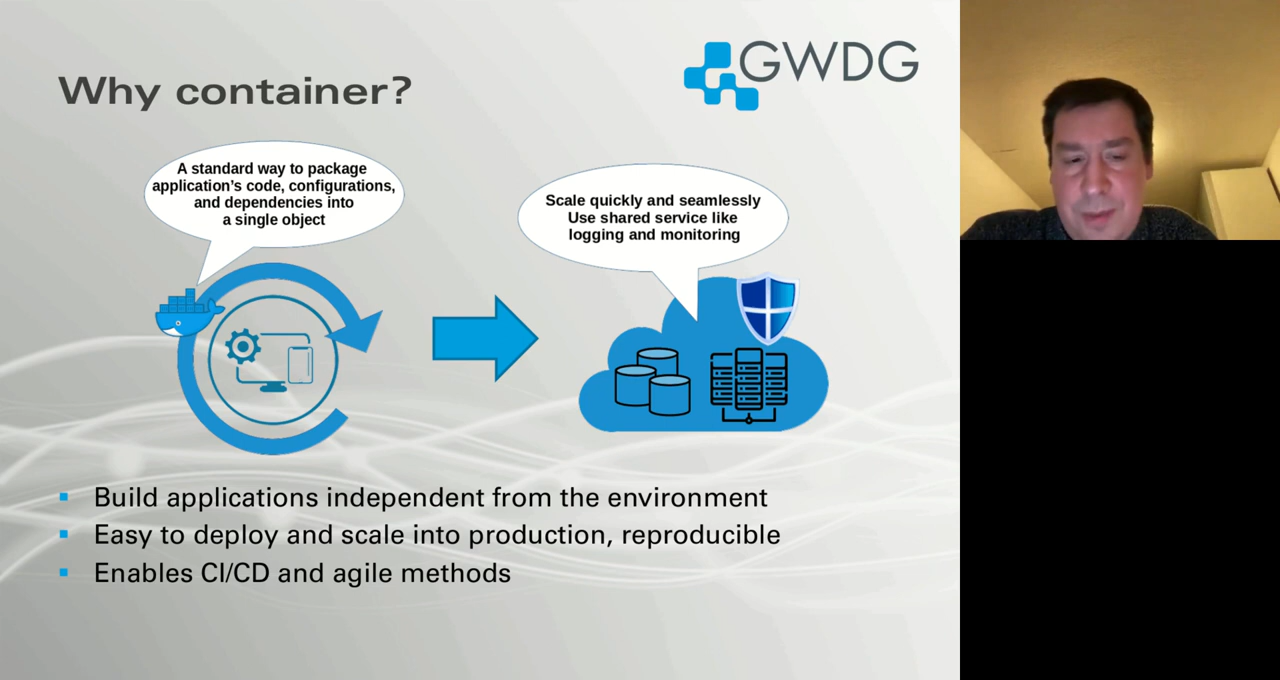 GWDG
Why container?
A standard way to package
application's code, configurations,
and dependencies into
a single object
Scale quickly and seamlessly
Use shared service like
logging and monitoring
Build applications independent from the environment
Easy to deploy and scale into production, reproducible
Enables CI/CD and agile methods